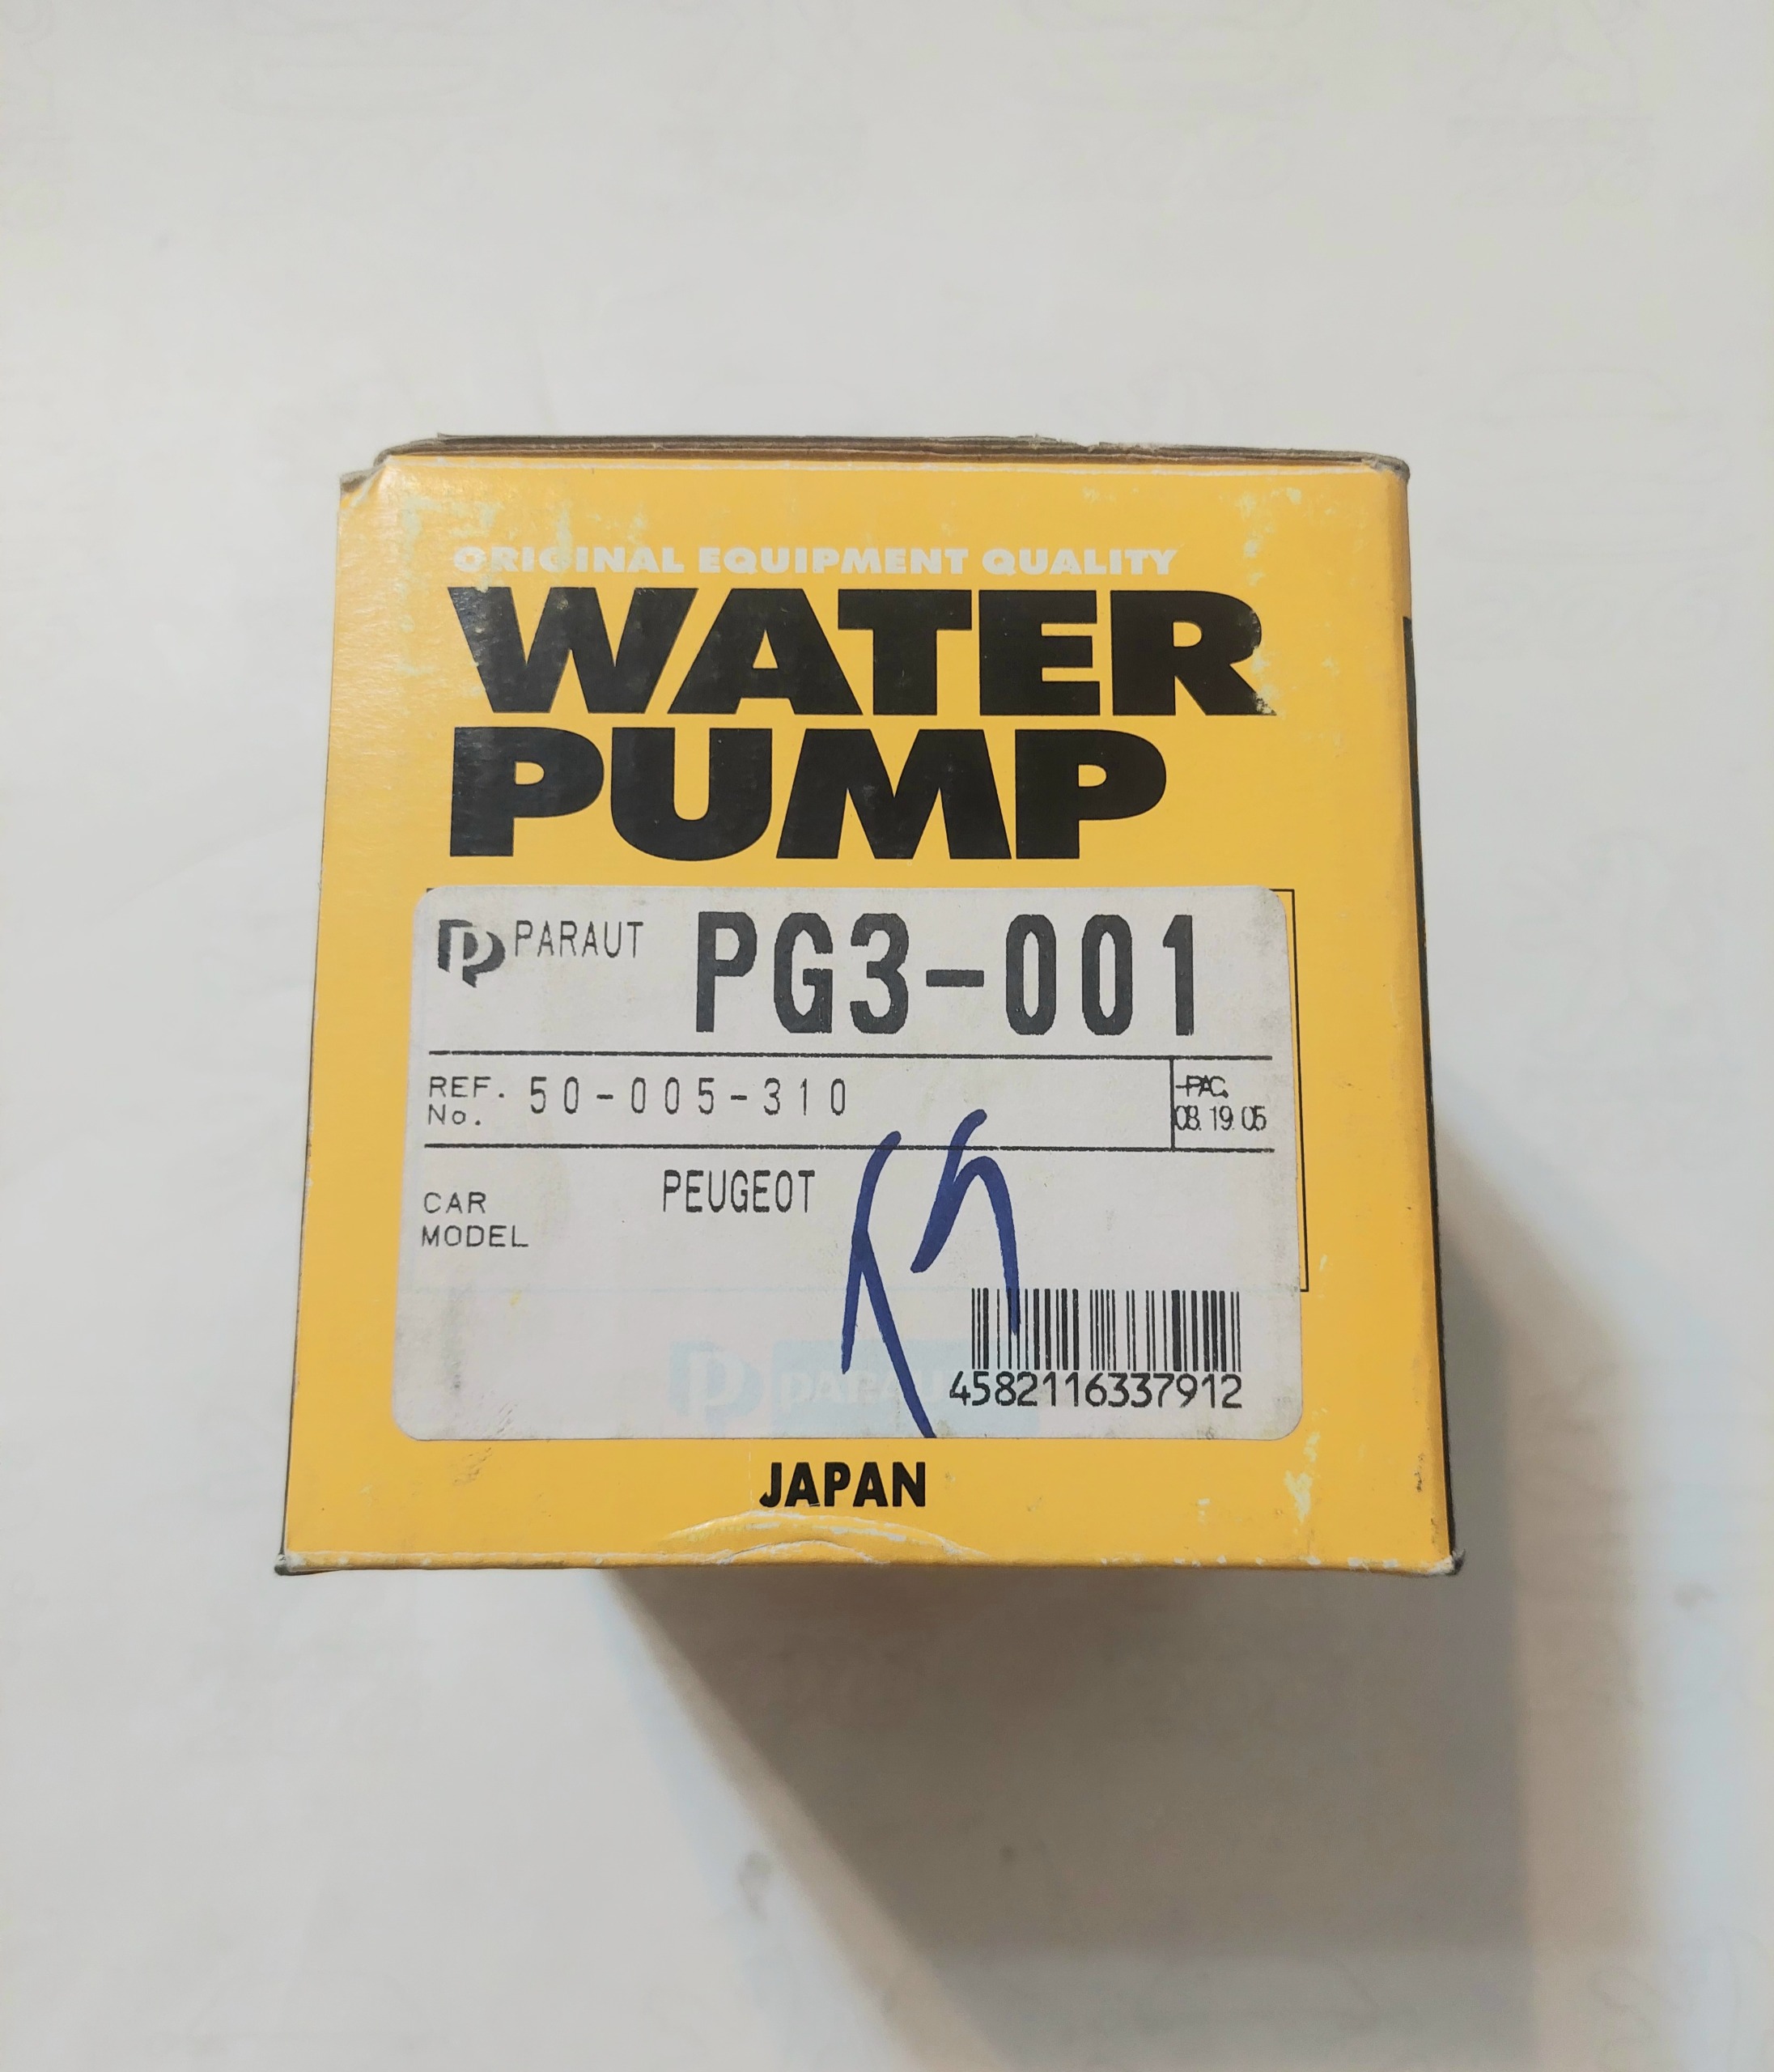 ORIGINAL EQUIPMENT QUALITY
WATER
PUMP
PARAUT PG3-001
REF. No. 50-005-310
PAC.
08.19.05
CAR MODEL PEUGEOT
PARAUT
4582116337912
JAPAN